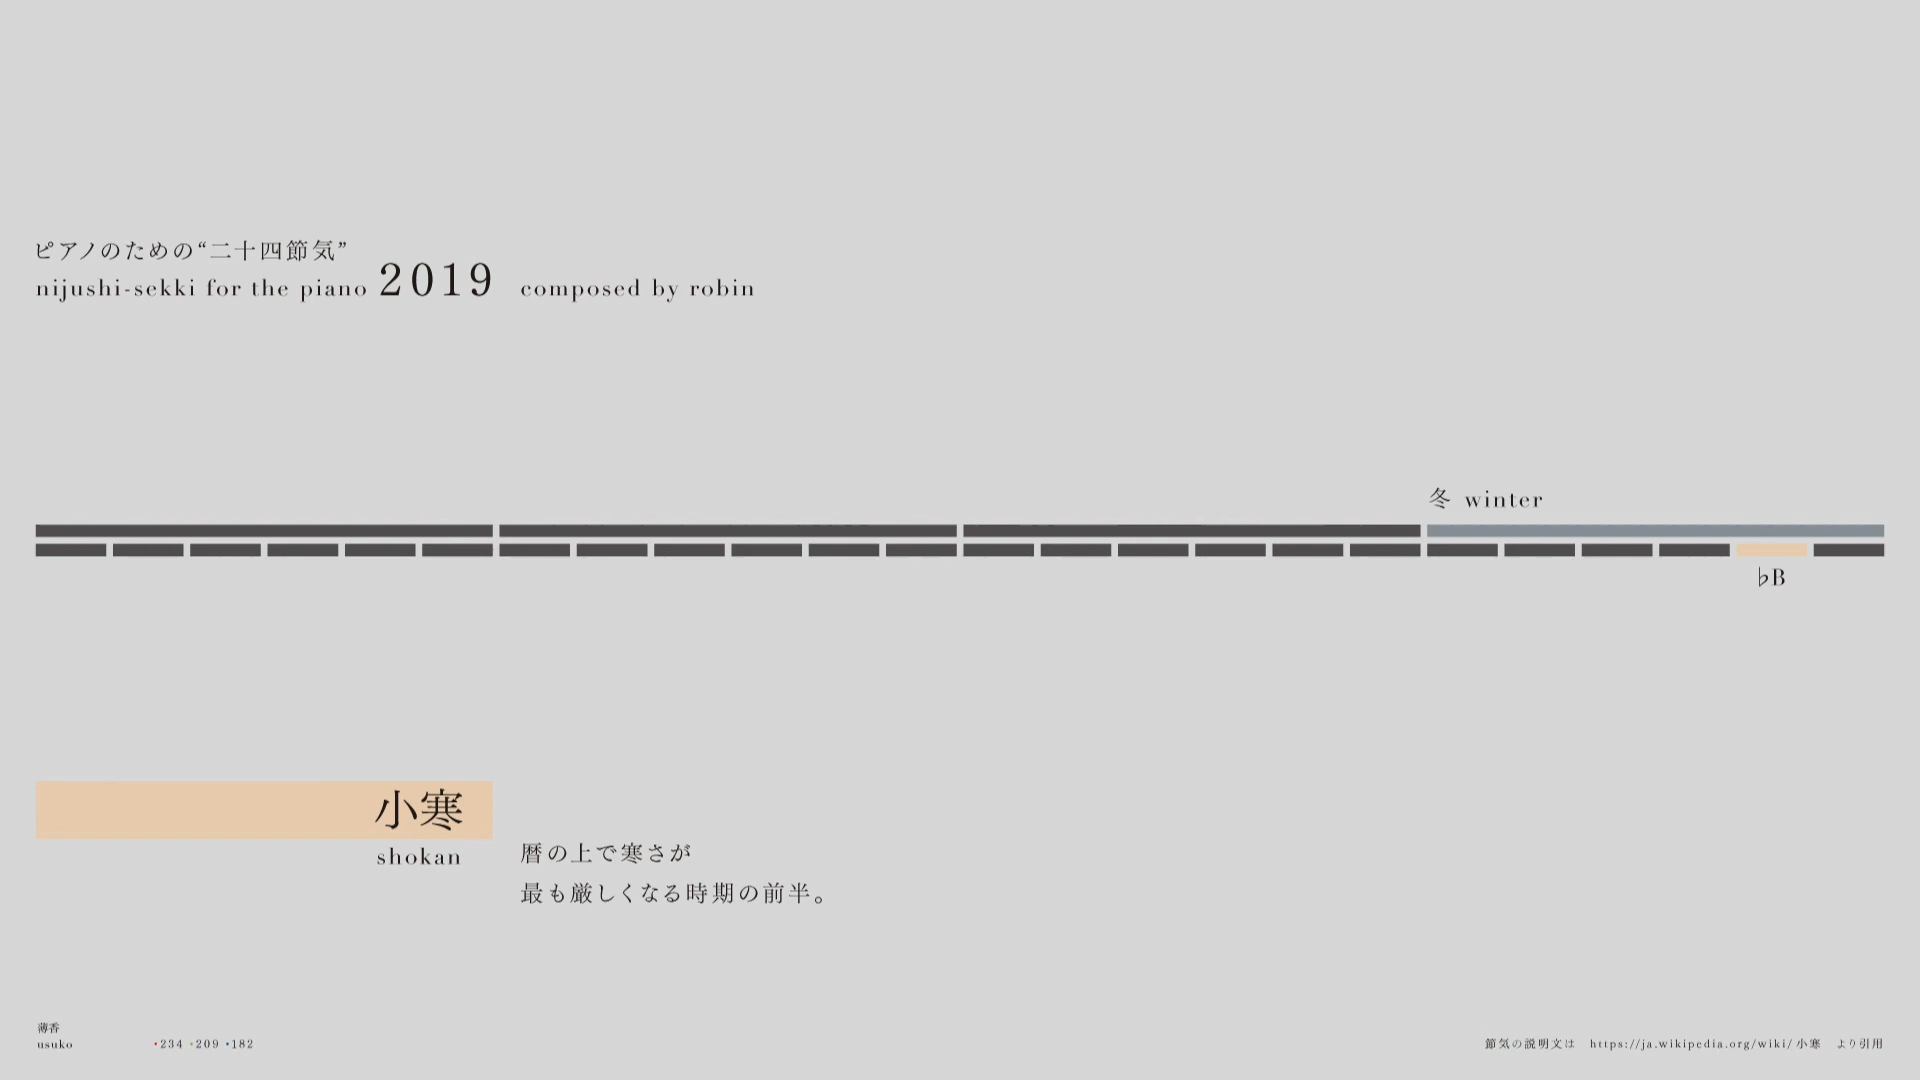 ピアノのための“二十四節気”
nijushi-sekki for the piano 2019 composed by robin
冬 winter
♭B
小寒
shokan
暦の上で寒さが
最も厳しくなる時期の前半。
薄香
usuko
•234 •209 •182
節気の説明文は https://ja.wikipedia.org/wiki/小寒 より引用